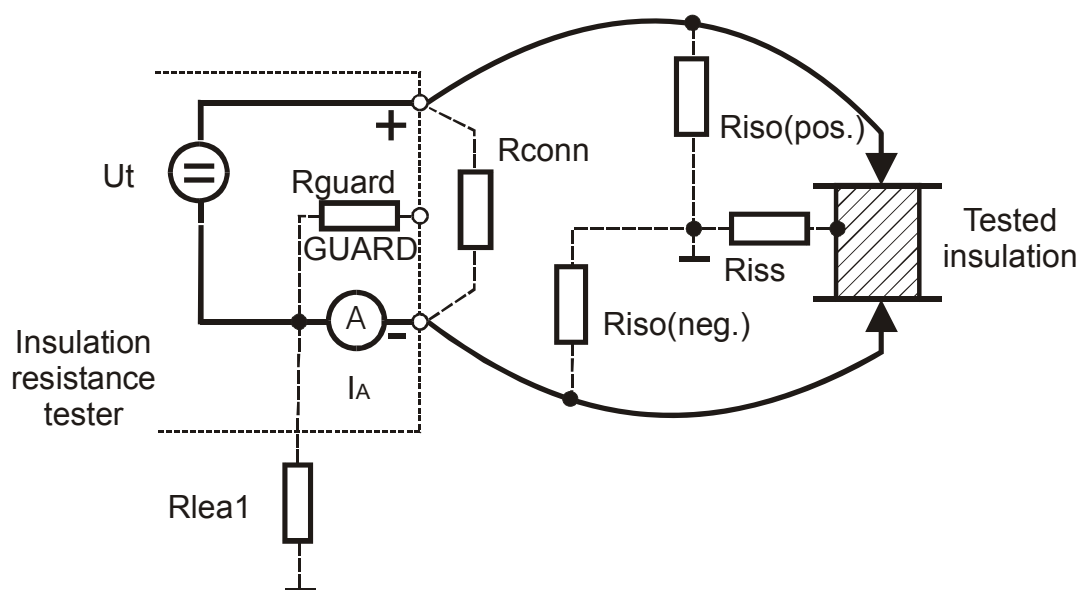 Ut
+
Rguard
GUARD
Rconn
A
-
IA
Insulation
resistance
tester
Rlea1
Riso(pos.)
Riss
Riso(neg.)
Tested
insulation